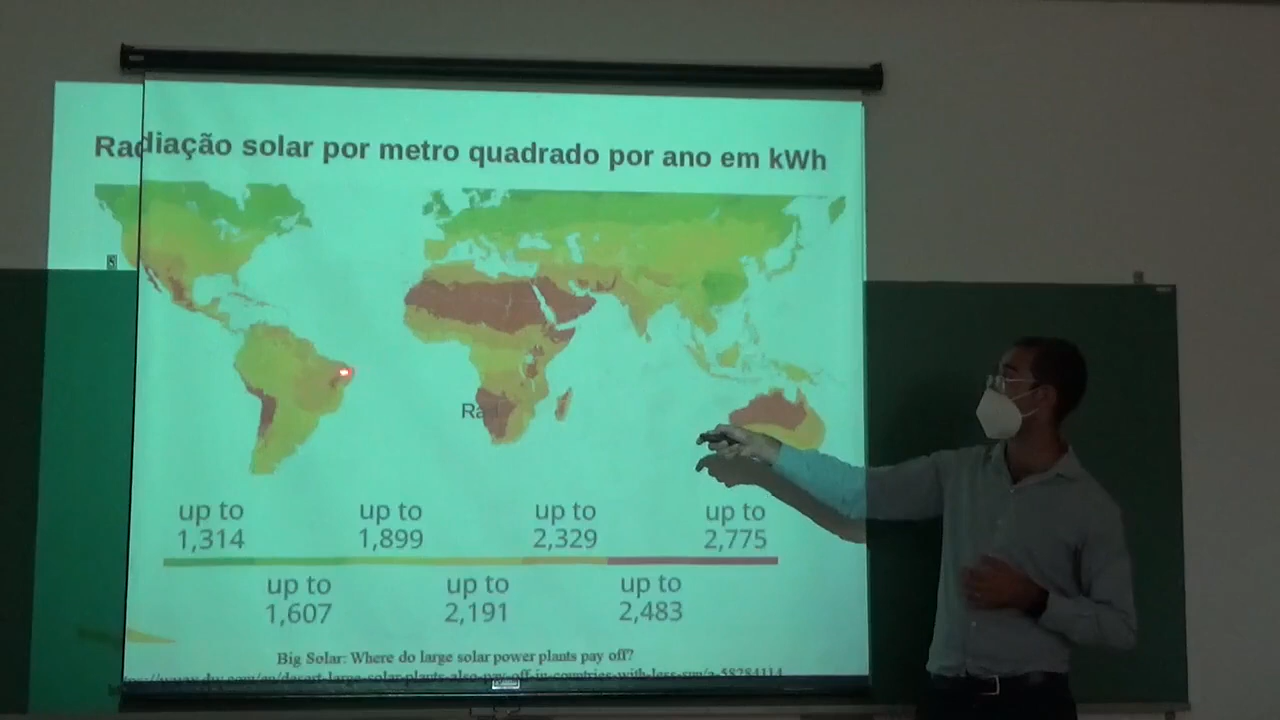 Radiação solar por metro quadrado por ano em kWh
Rad
up to
1,314
up to
1,899
up to
2,329
up to
2,775
up to
1,607
up to
2,191
up to
2,483
Big Solar: Where do large solar power plants pay off?